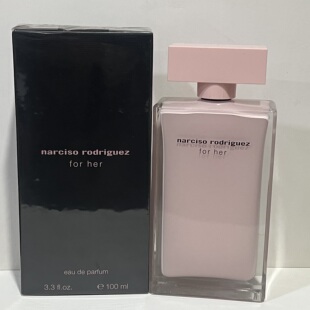 narciso rodriguez
for her
eau de parfum
3.3 fl oz. ℮ 100 ml
narciso rodriguez
for her